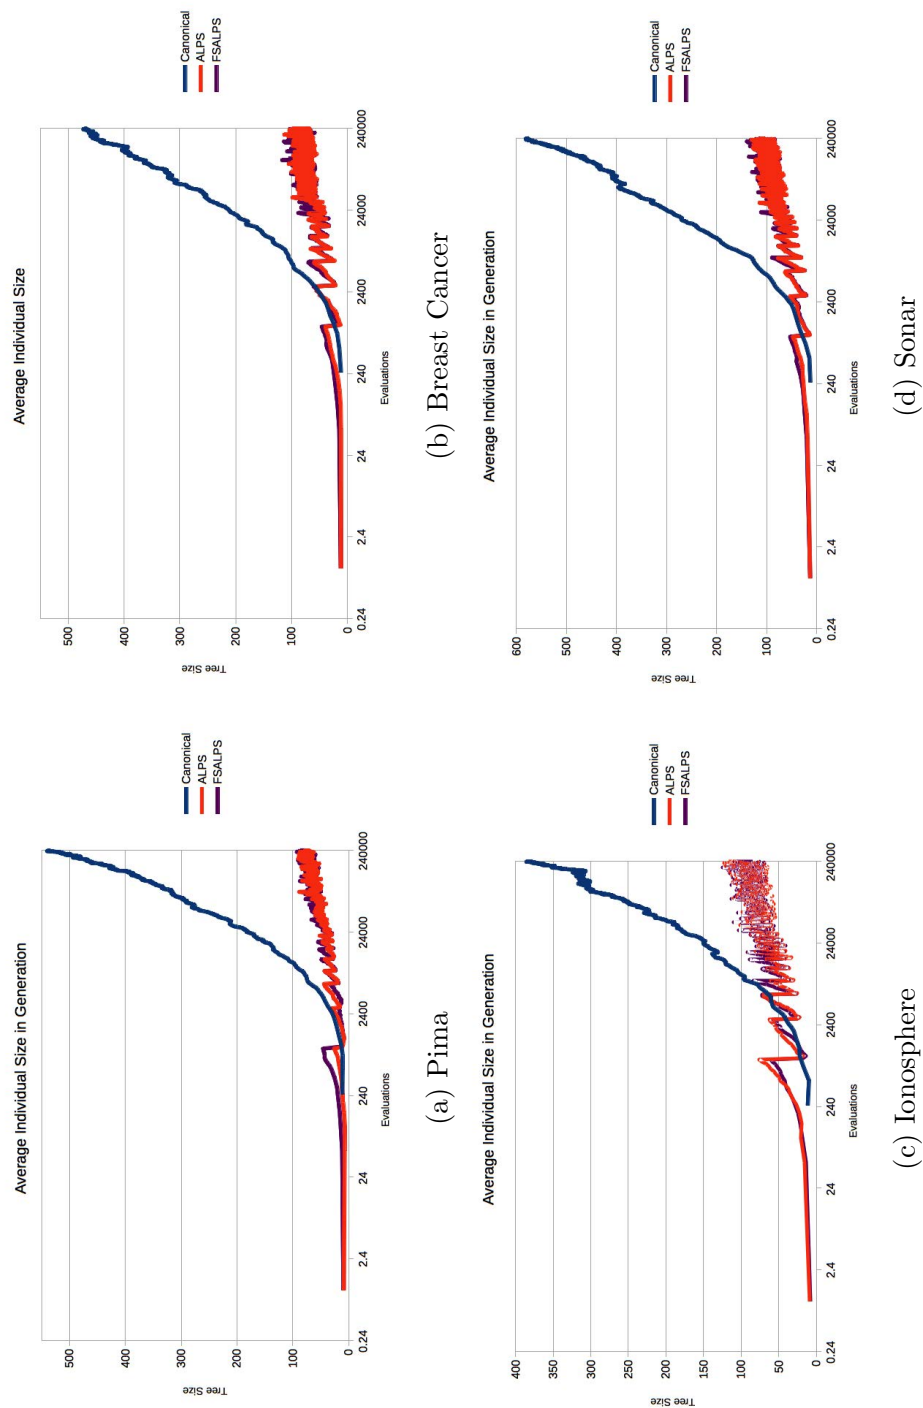 Average Individual Size in Generation
Tree Size
500
400
300
200
100
0
0.24
2.4
24
240
2400
24000
240000
Evaluations
Canonical
ALPS
FSALPS
(a) Pima
Average Individual Size
Tree Size
500
400
300
200
100
0
0.24
2.4
24
240
2400
24000
240000
Evaluations
Canonical
ALPS
FSALPS
(b) Breast Cancer
Average Individual Size in Generation
Tree Size
400
350
300
250
200
150
100
50
0
0.24
2.4
24
240
2400
24000
240000
Evaluations
Canonical
ALPS
FSALPS
(c) Ionosphere
Average Individual Size in Generation
Tree Size
600
500
400
300
200
100
0
0.24
2.4
24
240
2400
24000
240000
Evaluations
Canonical
ALPS
FSALPS
(d) Sonar